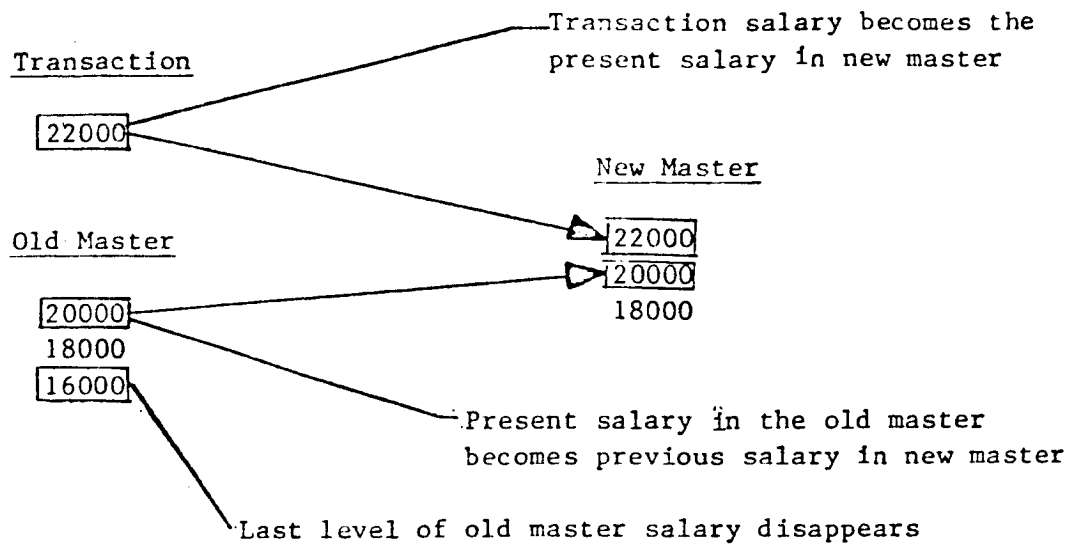 Transaction salary becomes the
present salary in new master
Transaction
22000
New Master
22000
20000
18000
Old Master
20000
18000
16000
Present salary in the old master
becomes previous salary in new master
Last level of old master salary disappears